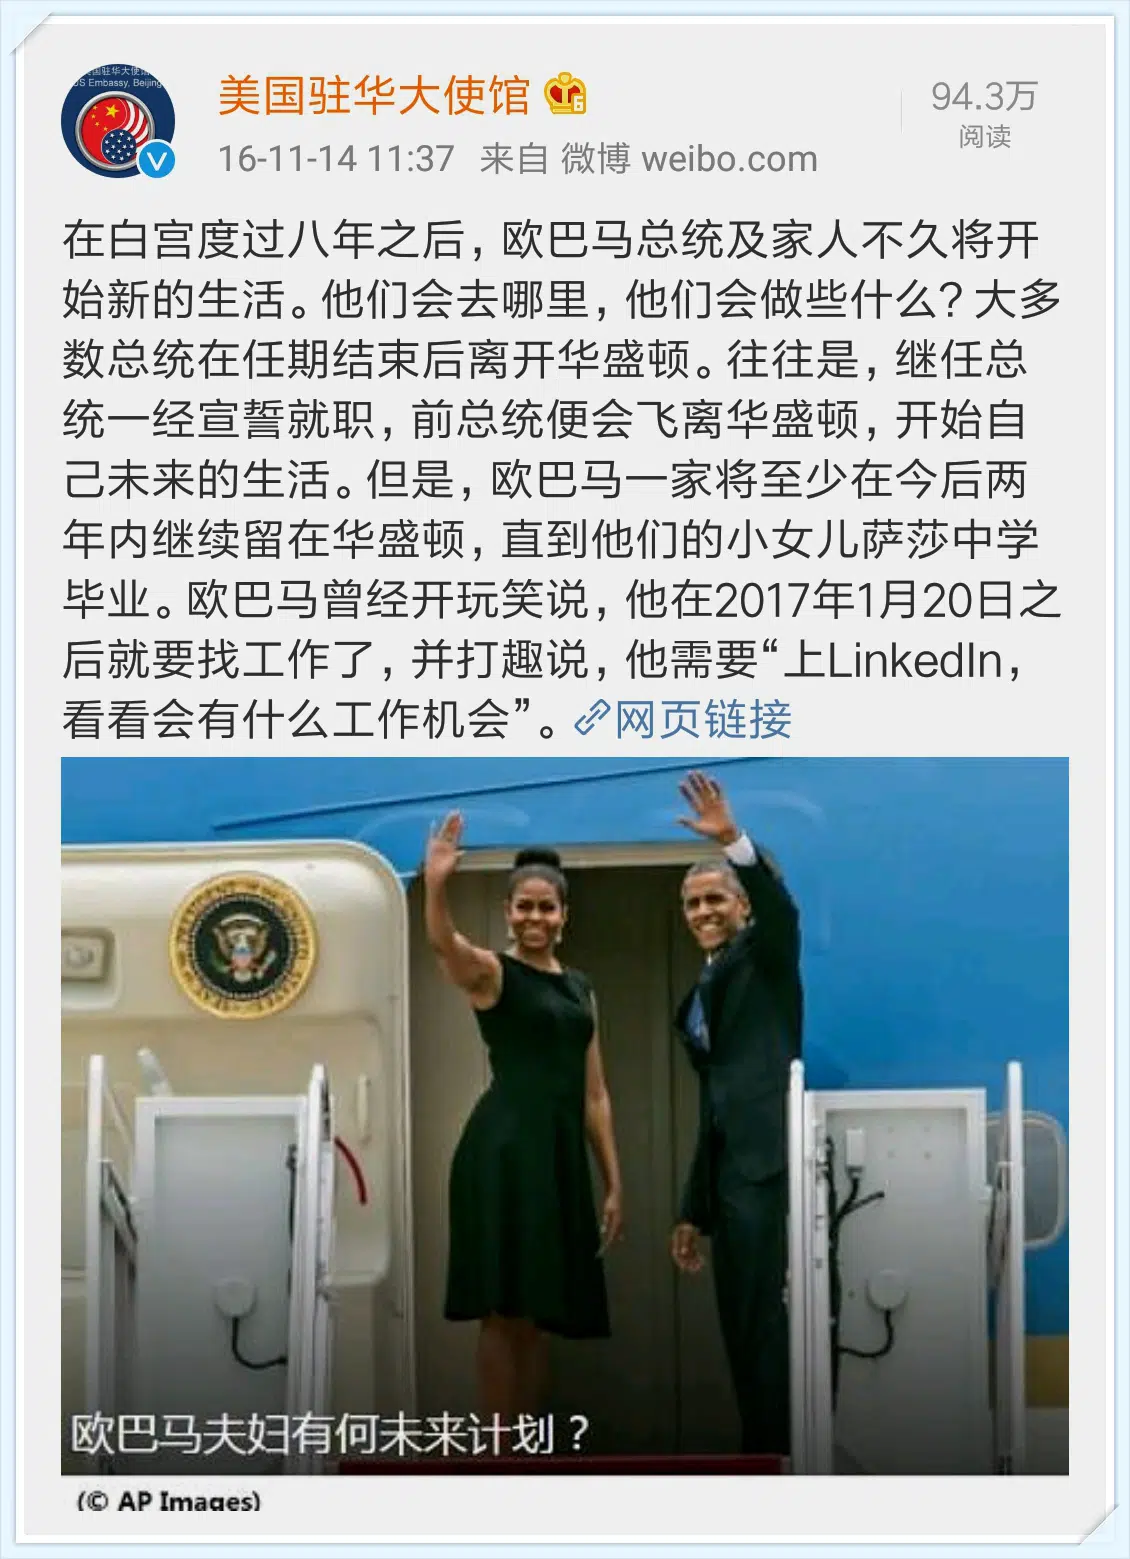 美国驻华大使馆
US Embassy, Beijing
美国驻华大使馆
94.3万
阅读
16-11-14 11:37 来自 微博 weibo.com
在白宫度过八年之后，欧巴马总统及家人不久将开
始新的生活。他们会去哪里，他们会做些什么？大多
数总统在任期结束后离开华盛顿。往往是，继任总
统一经宣誓就职，前总统便会飞离华盛顿，开始自
己未来的生活。但是，欧巴马一家将至少在今后两
年内继续留在华盛顿，直到他们的小女儿萨莎中学
毕业。欧巴马曾经开玩笑说，他在2017年1月20日之
后就要找工作了，并打趣说，他需要“上LinkedIn，
看看会有什么工作机会”。网页链接
欧巴马夫妇有何未来计划？
(© AP Images)